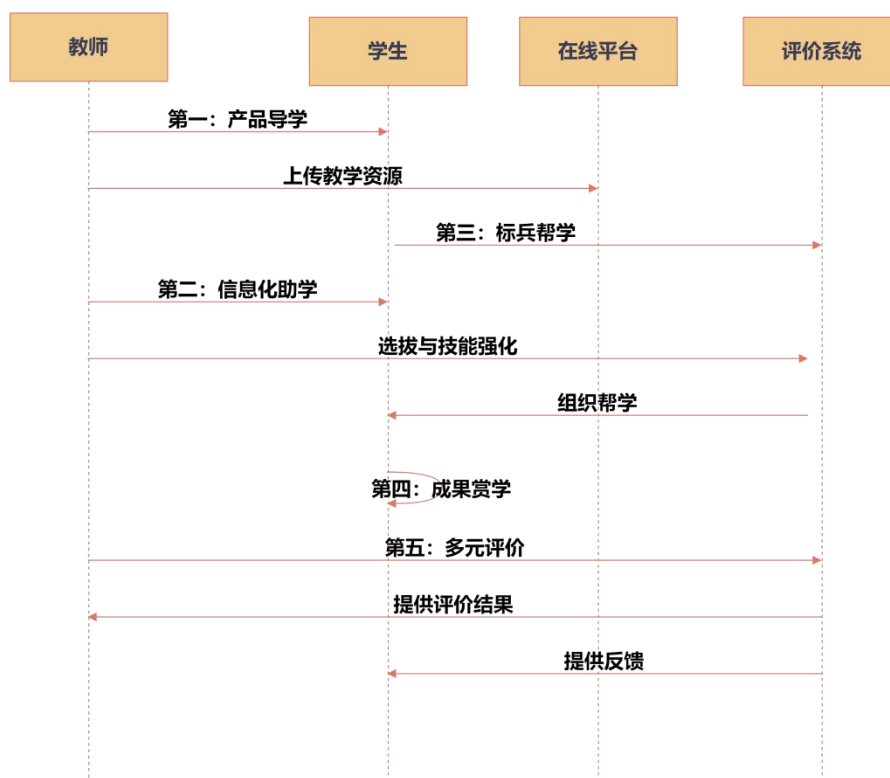 教师
学生
在线平台
评价系统
第一：产品导学
上传教学资源
第三：标兵帮学
第二：信息化助学
选拔与技能强化
组织帮学
第四：成果赏学
第五：多元评价
提供评价结果
提供反馈